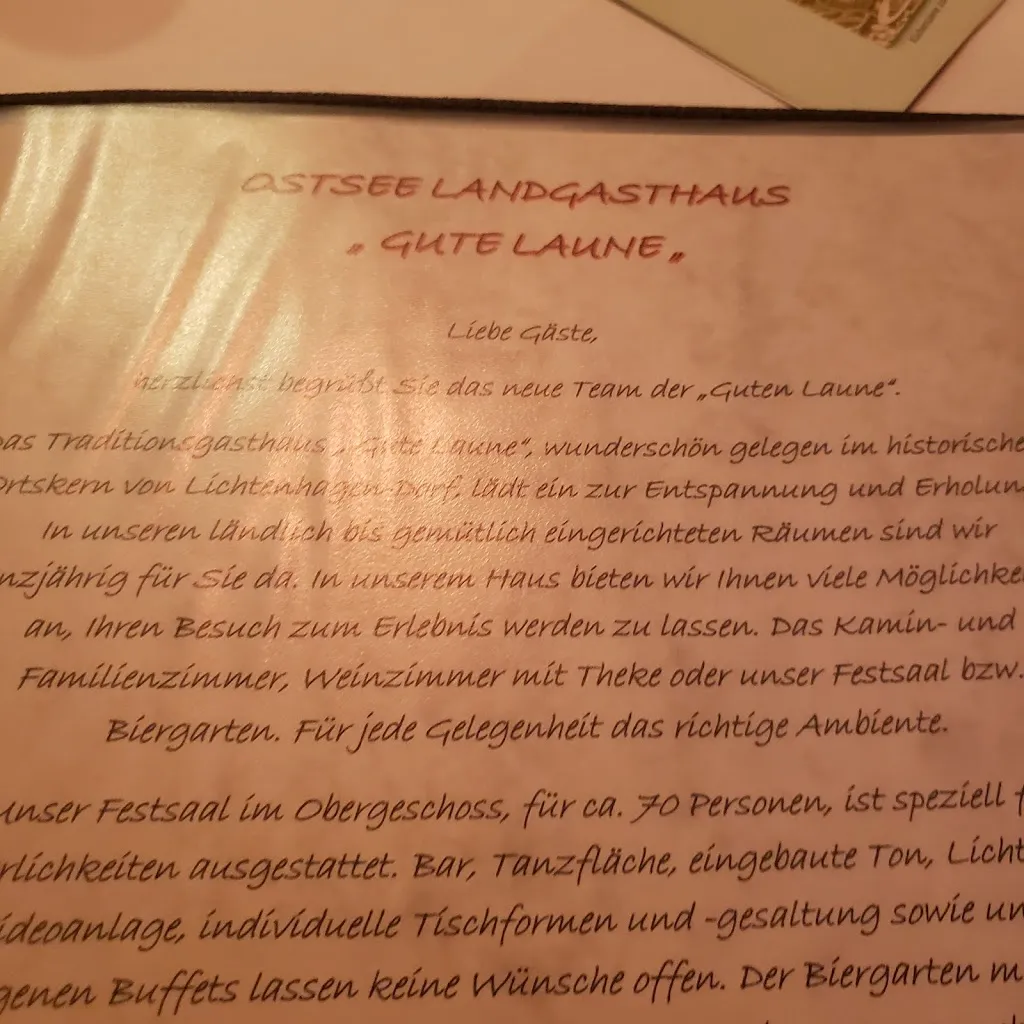 OSTSEE LANDGASTHAUS
„ GUTE LAUNE „
Liebe Gäste,
herzlichst begrüßt Sie das neue Team der „Guten Laune“.
Das Traditionsgasthaus „ Gute Laune“, wunderschön gelegen im historische
Ortskern von Lichtenhagen-Dorf, lädt ein zur Entspannung und Erholun
In unseren ländlich bis gemütlich eingerichteten Räumen sind wir
nzjährig für Sie da. In unserem Haus bieten wir Ihnen viele Möglichke
an, Ihren Besuch zum Erlebnis werden zu lassen. Das Kamin- und
Familienzimmer, Weinzimmer mit Theke oder unser Festsaal bzw.
Biergarten. Für jede Gelegenheit das richtige Ambiente.
Unser Festsaal im Obergeschoss, für ca. 70 Personen, ist speziell f
rlichkeiten ausgestattet. Bar, Tanzfläche, eingebaute Ton, Licht
ideoanlage, individuelle Tischformen und -gesaltung sowie un
genen Buffets lassen keine Wünsche offen. Der Biergarten m